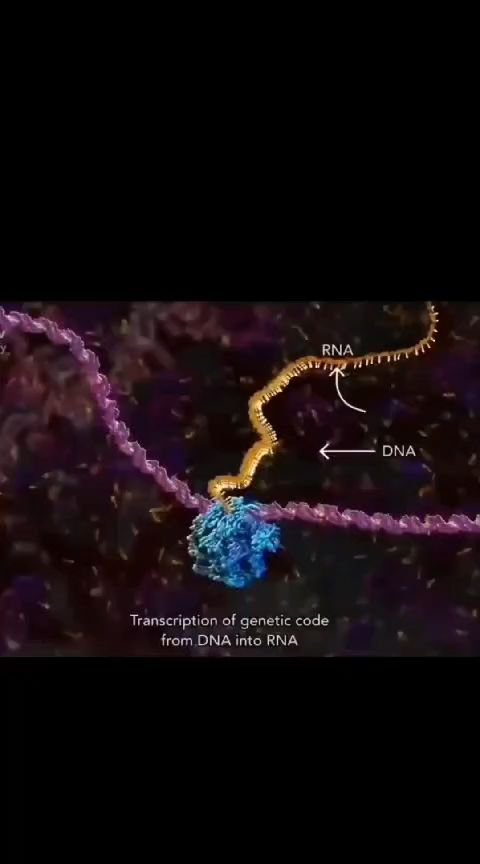 RNA
DNA
Transcription of genetic code
from DNA into RNA